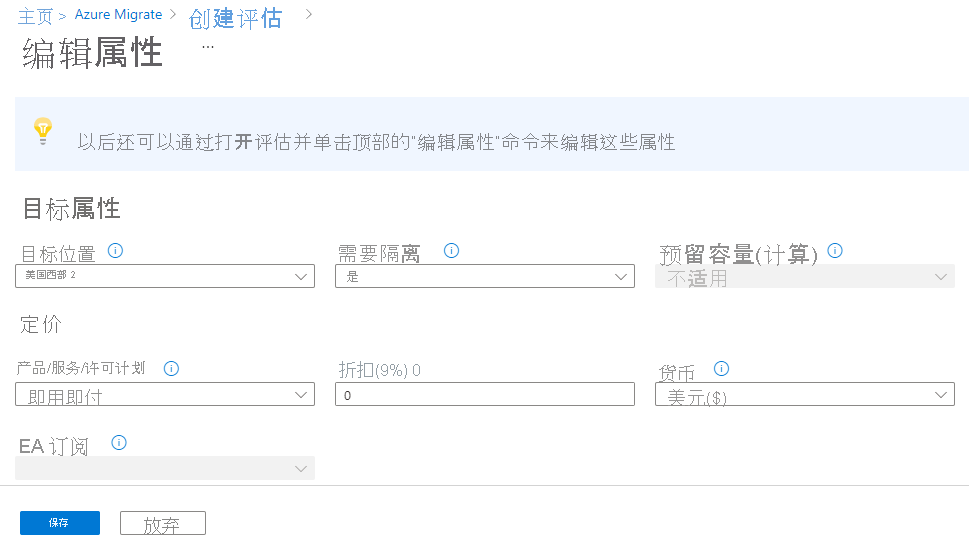 主页 > Azure Migrate > 创建评估 >
编辑属性 ...
以后还可以通过打开评估并单击顶部的“编辑属性”命令来编辑这些属性
目标属性
目标位置 需要隔离 预留容量(计算)
美国西部 2 是 不适用
定价
产品/服务/许可计划 折扣(9%) 0 货币
即用即付 0 美元($)
EA 订阅
保存 放弃